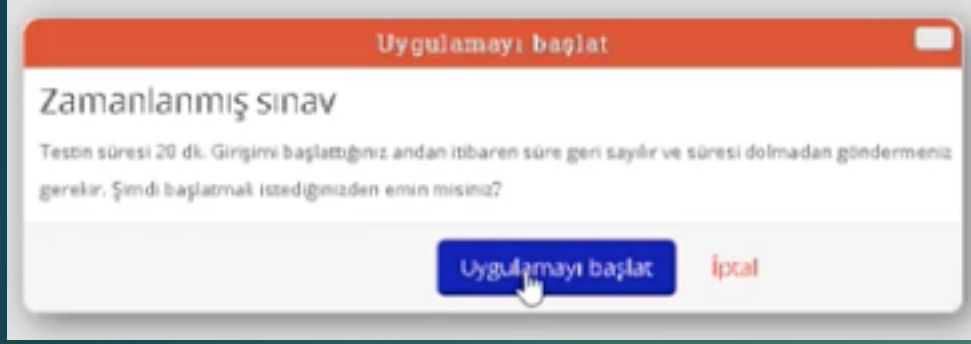 Uygulamayı başlat
Zamanlanmış sınav
Testin süresi 20 dk. Girişimi başlattığınız andan itibaren süre geri sayılır ve süresi dolmadan göndermeniz
gerekir. Şimdi başlatmak istediğinizden emin misiniz?
Uygulamayı başlat İptal